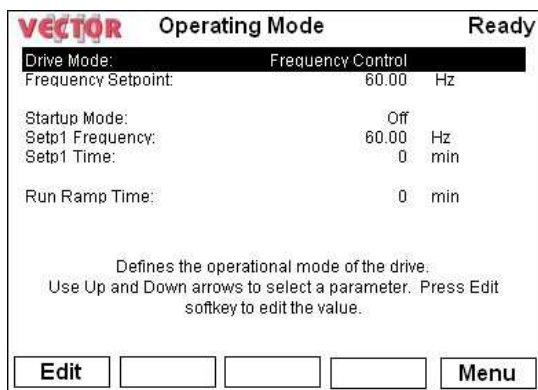 VECTOR Operating Mode Ready
Drive Mode: Frequency Control
Frequency Setpoint: 60.00 Hz
Startup Mode: Off
Setp1 Frequency: 60.00 Hz
Setp1 Time: 0 min
Run Ramp Time: 0 min
Defines the operational mode of the drive.
Use Up and Down arrows to select a parameter. Press Edit
softkey to edit the value.
Edit Menu